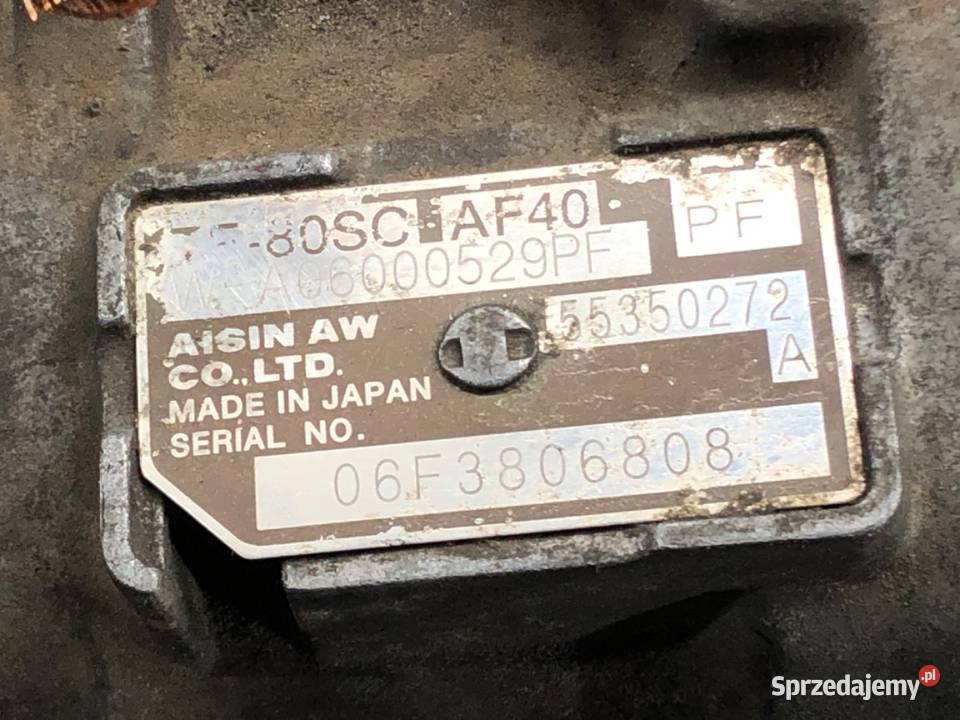 -80SC AF40
PF
W-A06000529PF
55350272
A
AISIN AW
CO.,LTD.
MADE IN JAPAN
SERIAL NO.
06F3806808
Sprzedajemy.pl